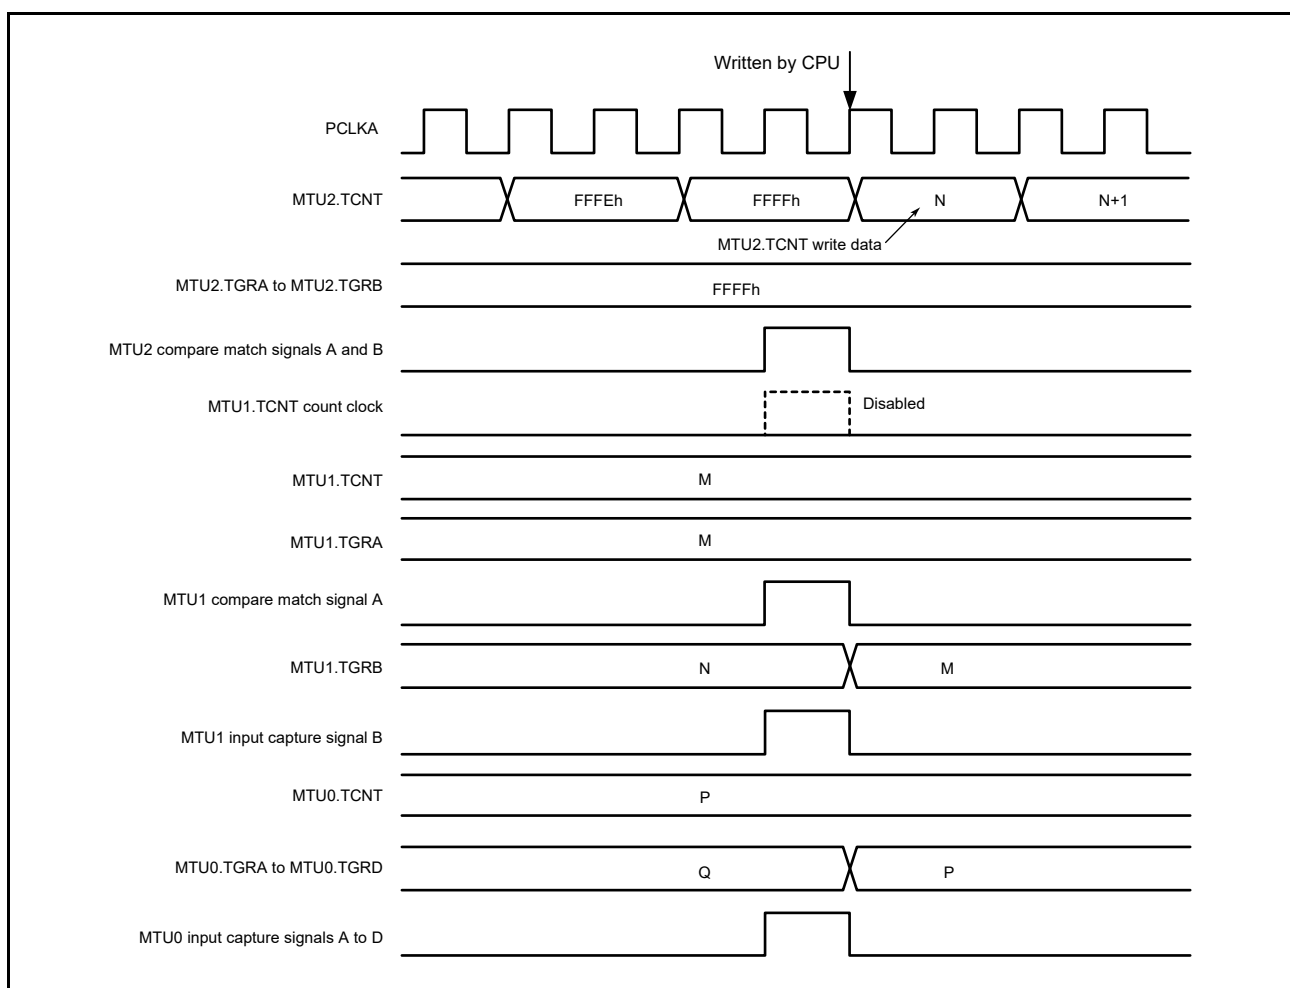 Written by CPU
PCLKA
MTU2.TCNT FFFEh FFFFh N N+1
MTU2.TCNT write data
MTU2.TGRA to MTU2.TGRB FFFFh
MTU2 compare match signals A and B
MTU1.TCNT count clock Disabled
MTU1.TCNT M
MTU1.TGRA M
MTU1 compare match signal A
MTU1.TGRB N M
MTU1 input capture signal B
MTU0.TCNT P
MTU0.TGRA to MTU0.TGRD Q P
MTU0 input capture signals A to D